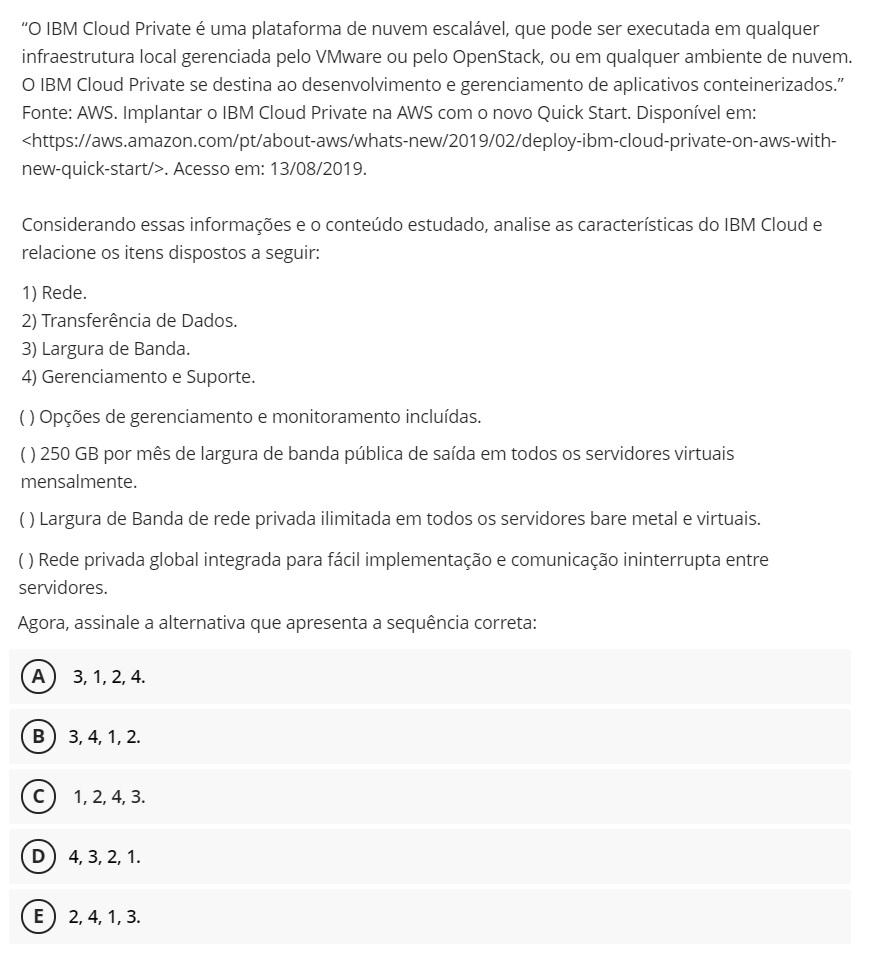 “O IBM Cloud Private é uma plataforma de nuvem escalável, que pode ser executada em qualquer
infraestrutura local gerenciada pelo VMware ou pelo OpenStack, ou em qualquer ambiente de nuvem.
O IBM Cloud Private se destina ao desenvolvimento e gerenciamento de aplicativos conteinerizados.”
Fonte: AWS. Implantar o IBM Cloud Private na AWS com o novo Quick Start. Disponível em:
<https://aws.amazon.com/pt/about-aws/whats-new/2019/02/deploy-ibm-cloud-private-on-aws-with-
new-quick-start/>. Acesso em: 13/08/2019.
Considerando essas informações e o conteúdo estudado, analise as características do IBM Cloud e
relacione os itens dispostos a seguir:
1) Rede.
2) Transferência de Dados.
3) Largura de Banda.
4) Gerenciamento e Suporte.
( ) Opções de gerenciamento e monitoramento incluídas.
( ) 250 GB por mês de largura de banda pública de saída em todos os servidores virtuais
mensalmente.
( ) Largura de Banda de rede privada ilimitada em todos os servidores bare metal e virtuais.
( ) Rede privada global integrada para fácil implementação e comunicação ininterrupta entre
servidores.
Agora, assinale a alternativa que apresenta a sequência correta:
A 3, 1, 2, 4.
B 3, 4, 1, 2.
C 1, 2, 4, 3.
D 4, 3, 2, 1.
E 2, 4, 1, 3.